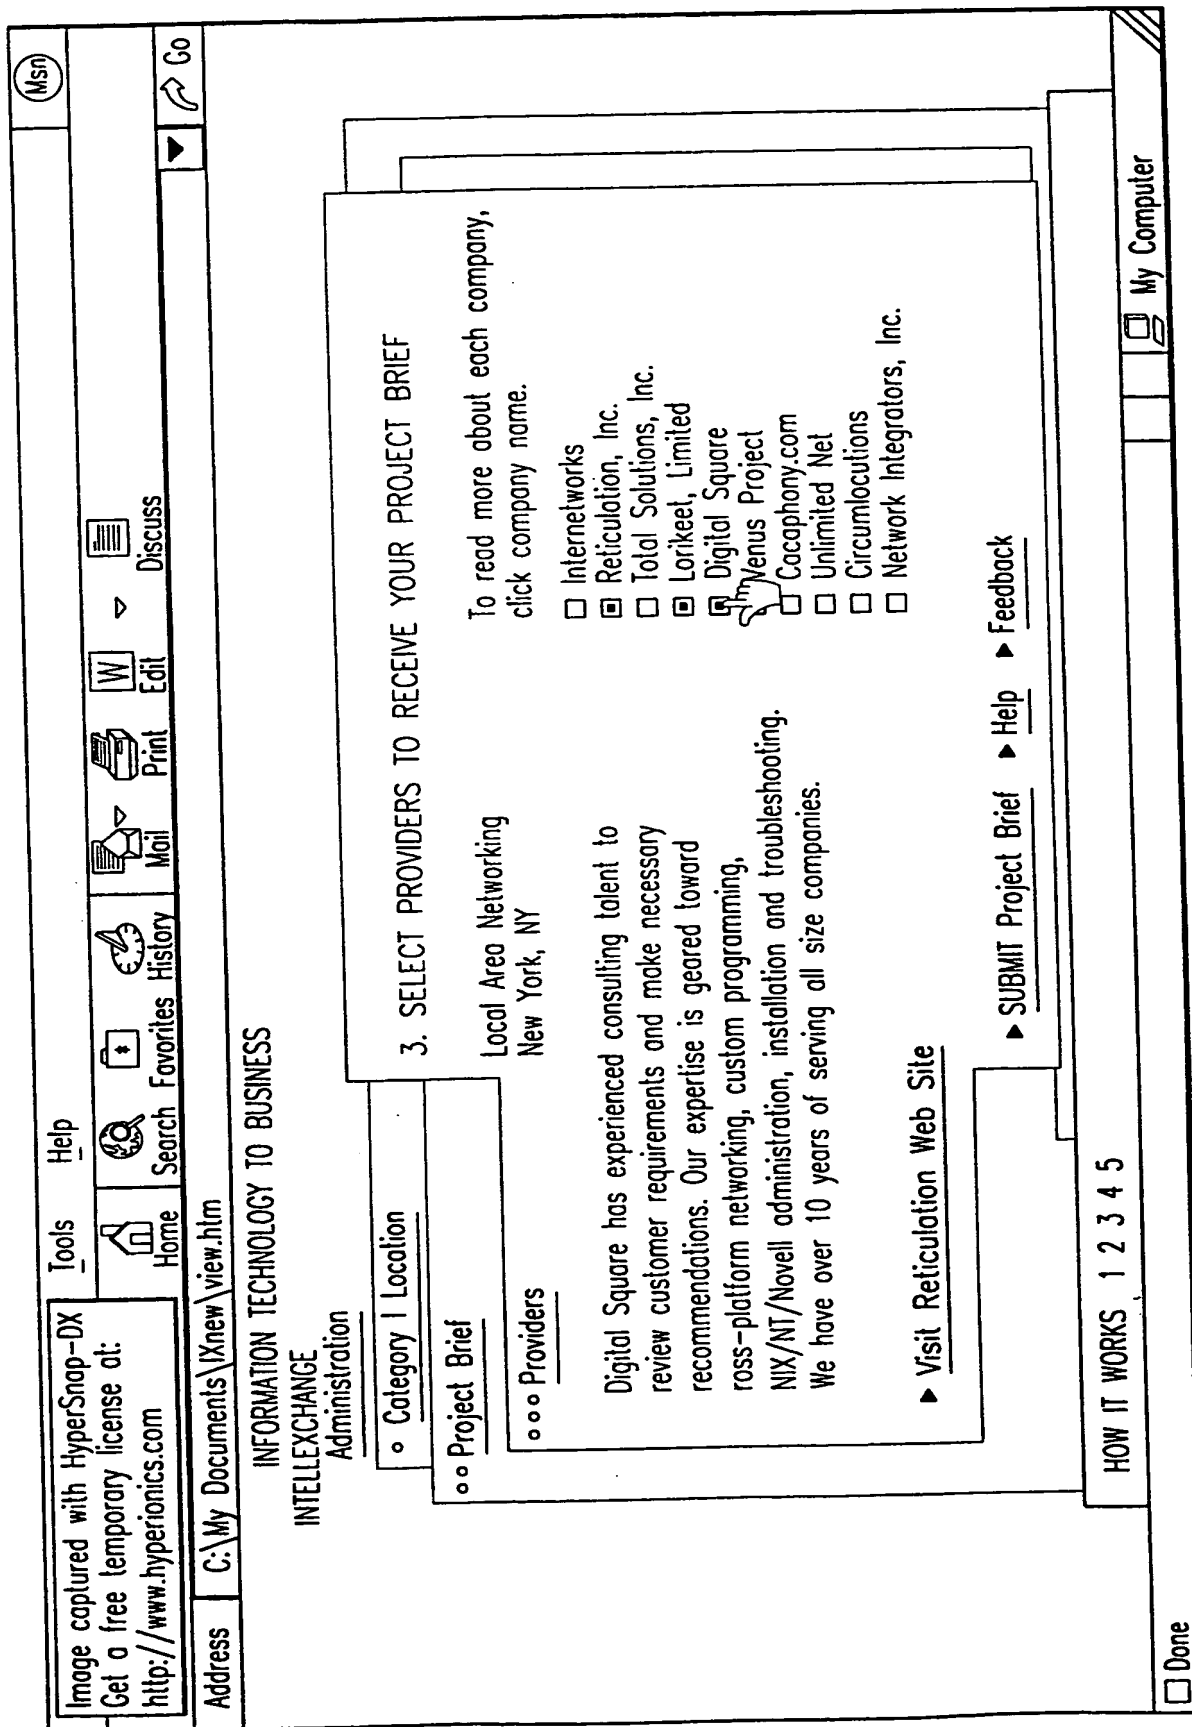 Image captured with HyperSnap-DX
Get a free temporary license at:
http://www.hyperionics.com
Tools Help
Msn
Home Search Favorites History Mail Print Edit Discuss
W
Address C:\My Documents\IXnew\view.htm Go
INFORMATION TECHNOLOGY TO BUSINESS
INTELLEXCHANGE
Administration
Category | Location
Project Brief
Providers
3. SELECT PROVIDERS TO RECEIVE YOUR PROJECT BRIEF
Local Area Networking
New York, NY
Digital Square has experienced consulting talent to
review customer requirements and make necessary
recommendations. Our expertise is geared toward
ross-platform networking, custom programming,
NIX/NT/Novell administration, installation and troubleshooting.
We have over 10 years of serving all size companies.
Visit Reticulation Web Site
To read more about each company,
click company name.
Internetworks
Reticulation, Inc.
Total Solutions, Inc.
Lorikeet, Limited
Digital Square
Venus Project
Cacaphony.com
Unlimited Net
Circumlocutions
Network Integrators, Inc.
SUBMIT Project Brief Help Feedback
HOW IT WORKS 1 2 3 4 5
Done
My Computer